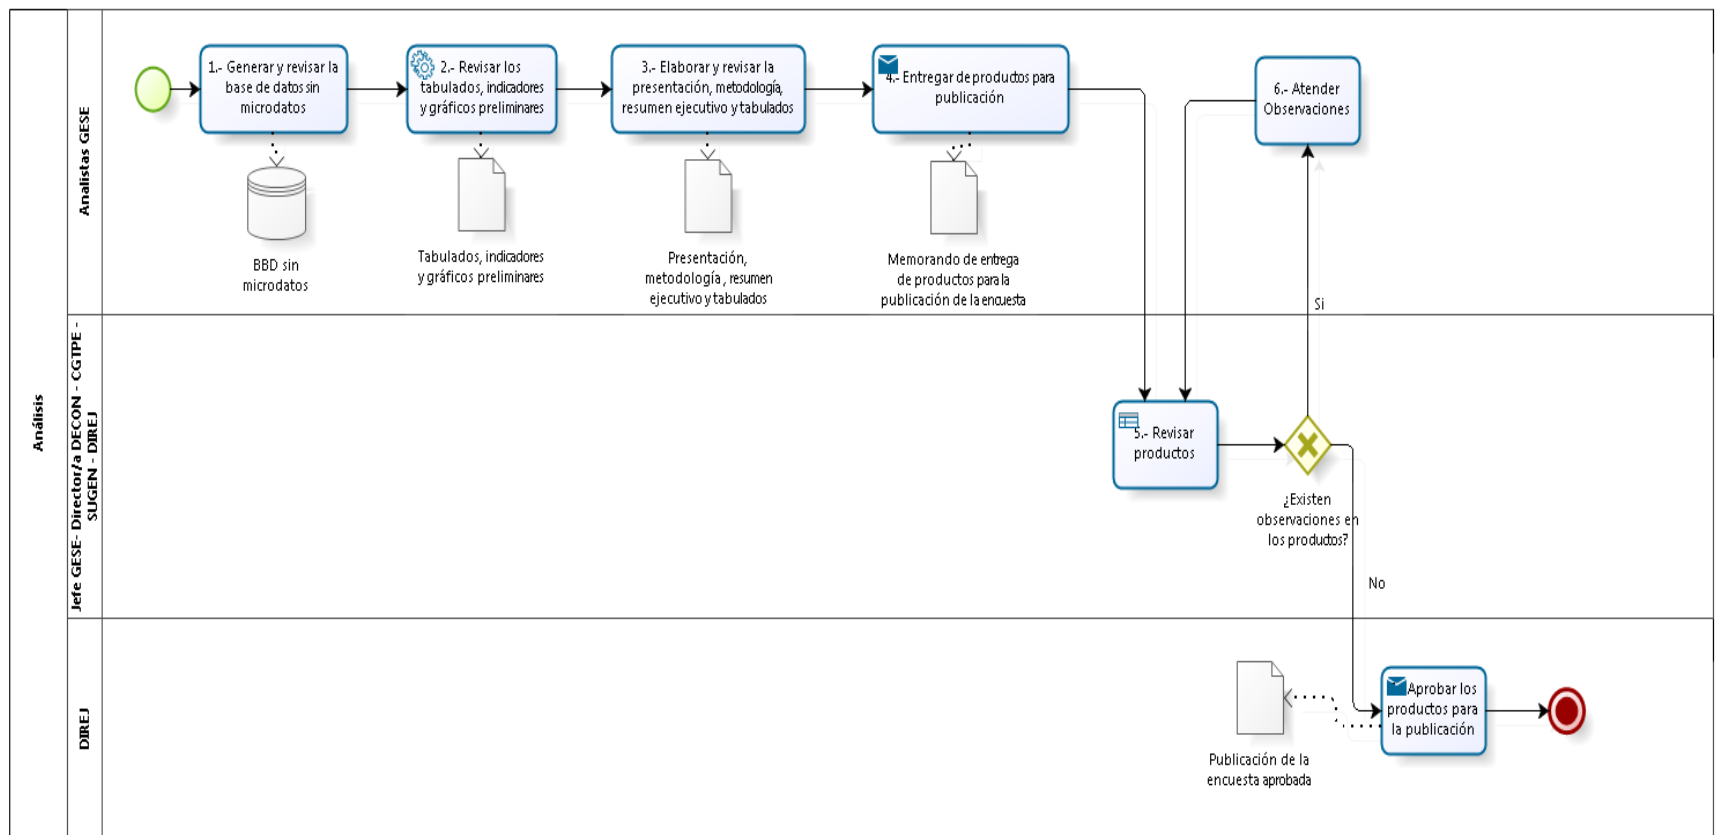 Análisis
Analistas GESE
1.- Generar y revisar la
base de datos sin
microdatos
2.- Revisar los
tabulados, indicadores
y gráficos preliminares
3.- Elaborar y revisar la
presentación, metodología,
resumen ejecutivo y tabulados
4.- Entregar de productos para
publicación
6.- Atender
Observaciones
BBD sin
microdatos
Tabulados, indicadores
y gráficos preliminares
Presentación,
metodología , resumen
ejecutivo y tabulados
Memorando de entrega
de productos para la
publicación de la encuesta
Si
Jefe GESE- Director/a DECON - CGTPE -
SUGEN - DIREJ
5.- Revisar
productos
¿Existen
observaciones en
los productos?
No
DIREJ
Aprobar los
productos para
la publicación
Publicación de la
encuesta aprobada